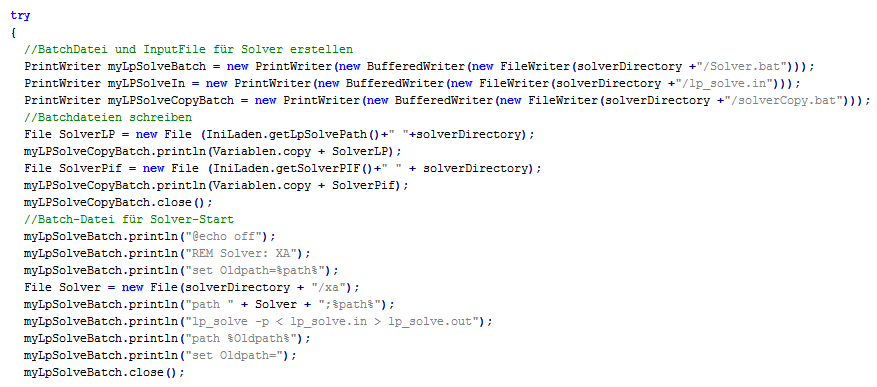 try
{
//BatchDatei und InputFile für Solver erstellen
PrintWriter myLpSolveBatch = new PrintWriter(new BufferedWriter(new FileWriter(solverDirectory +"/Solver.bat")));
PrintWriter myLPSolveIn = new PrintWriter(new BufferedWriter(new FileWriter(solverDirectory +"/lp_solve.in")));
PrintWriter myLPSolveCopyBatch = new PrintWriter(new BufferedWriter(new FileWriter(solverDirectory +"/solverCopy.bat")));
//Batchdateien schreiben
File SolverLP = new File (IniLaden.getLpSolvePath()+" "+solverDirectory);
myLPSolveCopyBatch.println(Variablen.copy + SolverLP);
File SolverPif = new File (IniLaden.getSolverPIF()+" " + solverDirectory);
myLPSolveCopyBatch.println(Variablen.copy + SolverPif);
myLPSolveCopyBatch.close();
//Batch-Datei für Solver-Start
myLpSolveBatch.println("@echo off");
myLpSolveBatch.println("REM Solver: XA");
myLpSolveBatch.println("set Oldpath=%path%");
File Solver = new File(solverDirectory + "/xa");
myLpSolveBatch.println("path " + Solver + ";%path%");
myLpSolveBatch.println("lp_solve -p < lp_solve.in > lp_solve.out");
myLpSolveBatch.println("path %Oldpath%");
myLpSolveBatch.println("set Oldpath=");
myLpSolveBatch.close();